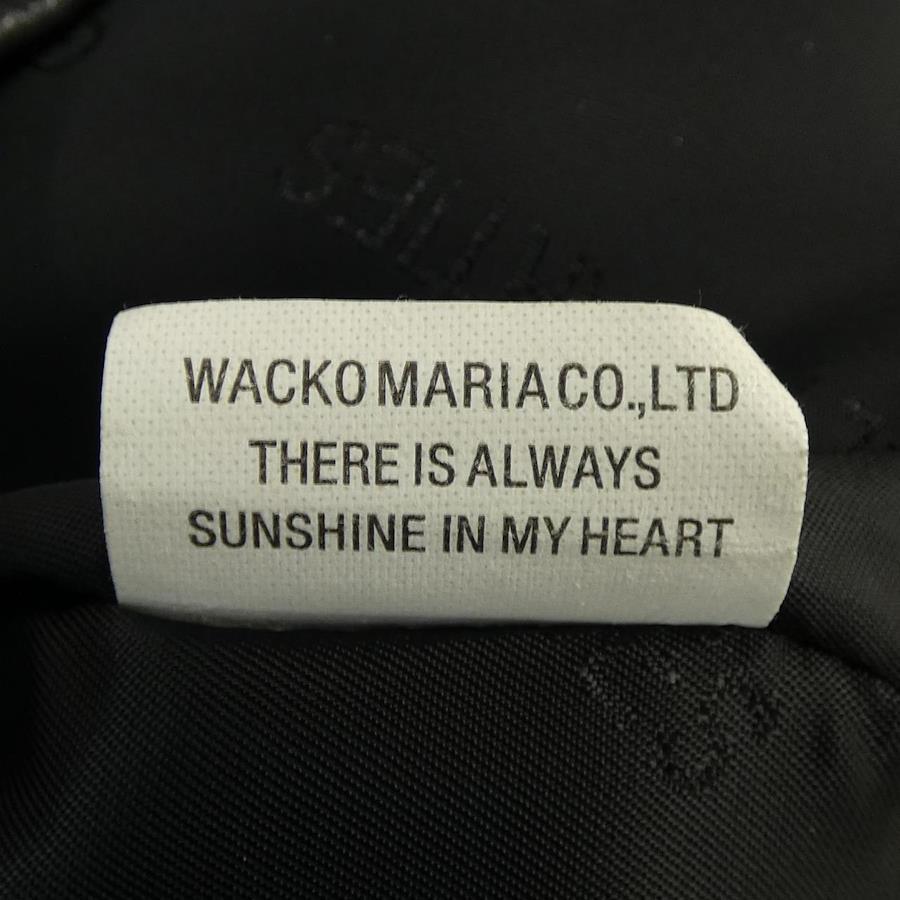 WACKO MARIA CO.,LTD
THERE IS ALWAYS
SUNSHINE IN MY HEART